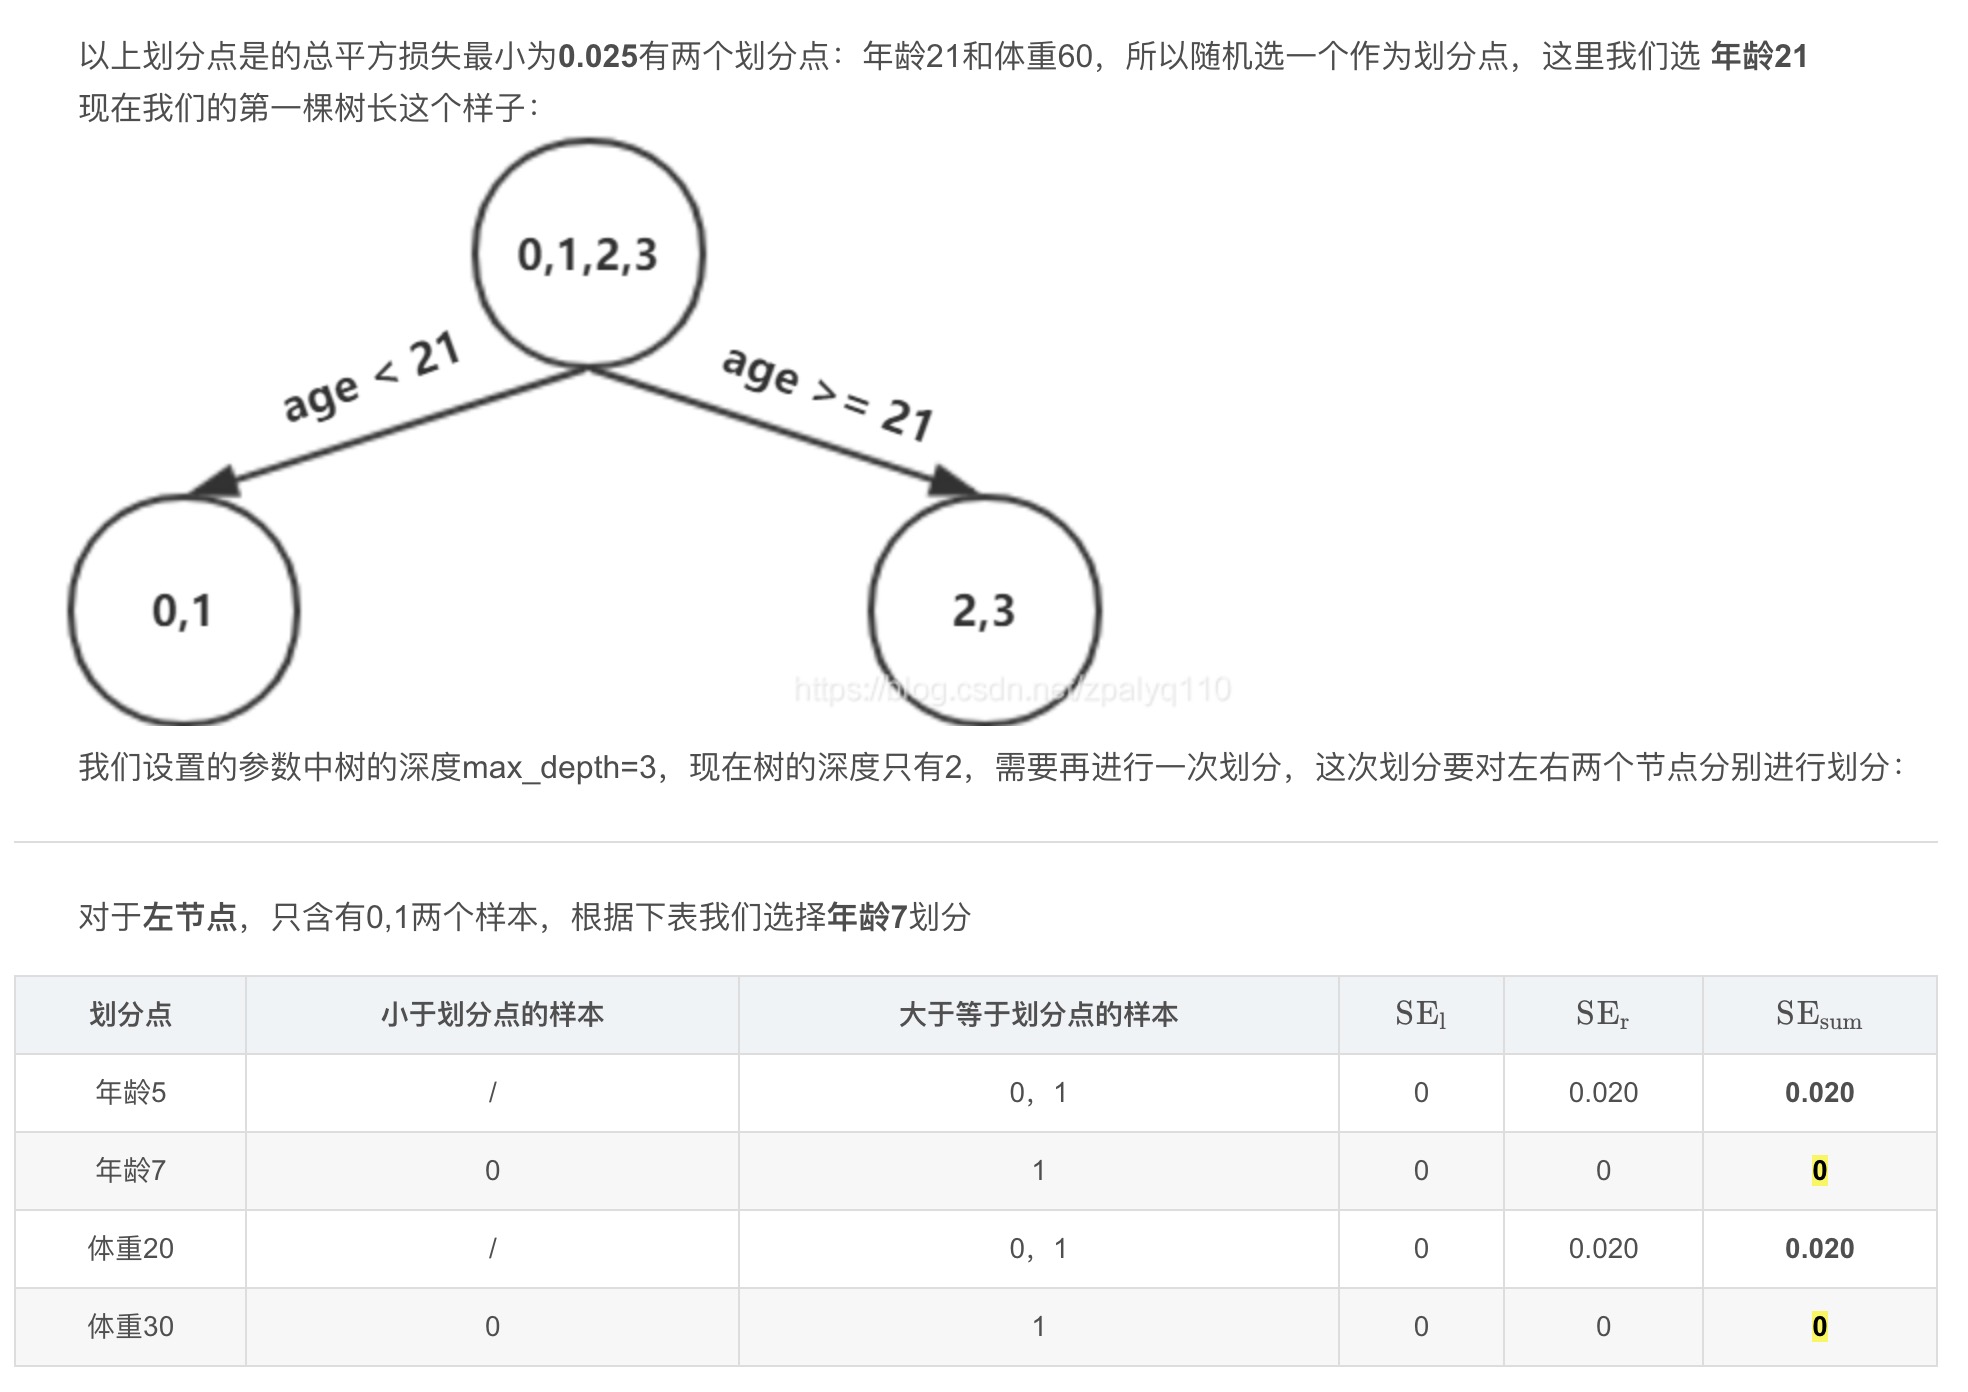 以上划分点是的总平方损失最小为0.025有两个划分点：年龄21和体重60，所以随机选一个作为划分点，这里我们选 年龄21
现在我们的第一棵树长这个样子：
0,1,2,3
age < 21
age >= 21
0,1
2,3
https://blog.csdn.net/zpalyq110
我们设置的参数中树的深度max_depth=3，现在树的深度只有2，需要再进行一次划分，这次划分要对左右两个节点分别进行划分：
对于左节点，只含有0,1两个样本，根据下表我们选择年龄7划分
划分点 小于划分点的样本 大于等于划分点的样本 SEl SEr SEsum
年龄5 / 0，1 0 0.020 0.020
年龄7 0 1 0 0 0
体重20 / 0，1 0 0.020 0.020
体重30 0 1 0 0 0